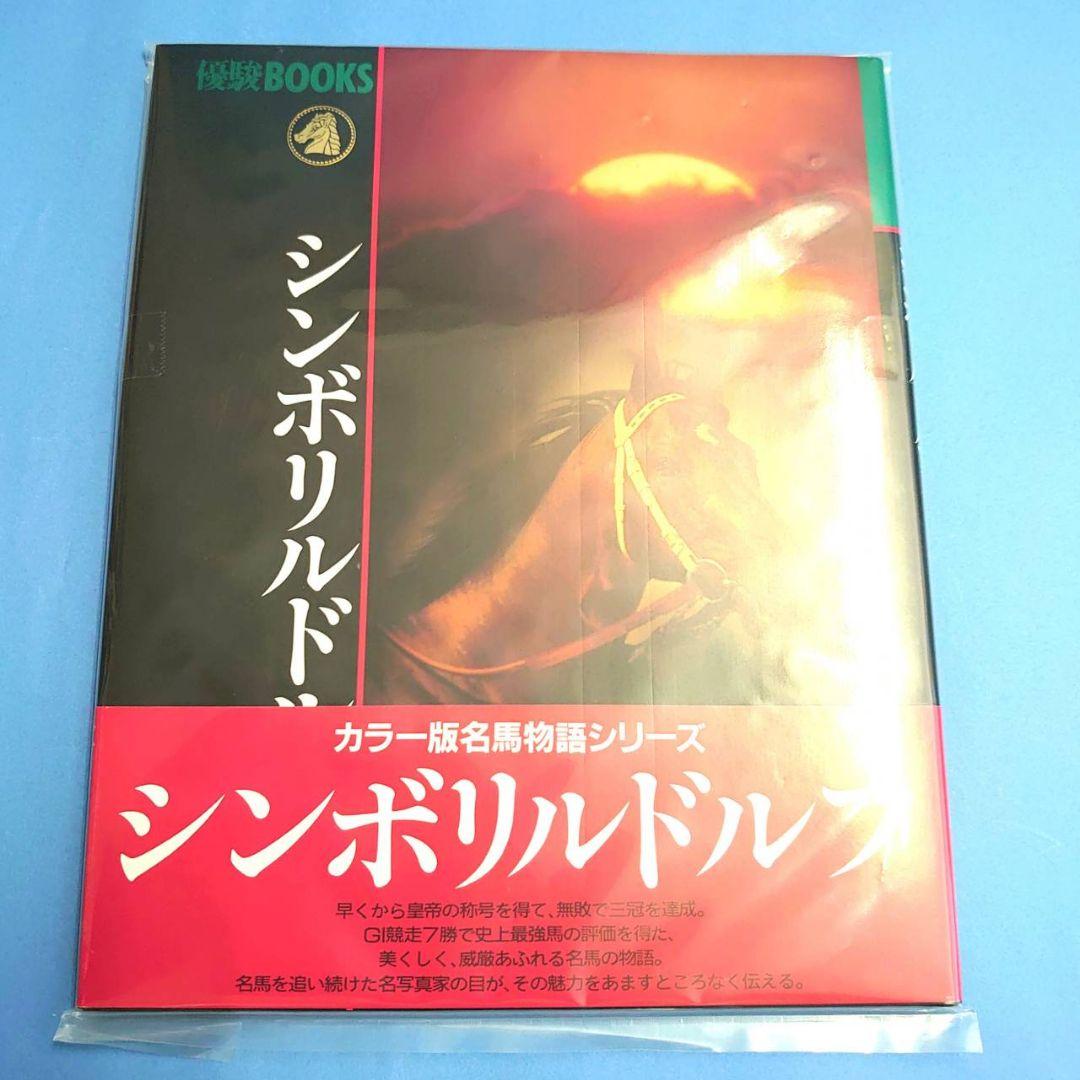 優駿BOOKS
シンボリルドル
カラー版名馬物語シリーズ
シンボリルドルフ
早くから皇帝の称号を得て、無敗で三冠を達成。
GI競走7勝で史上最強馬の評価を得た、
美くしく、威厳あふれる名馬の物語。
名馬を追い続けた名写真家の目が、その魅力をあますところなく伝える。